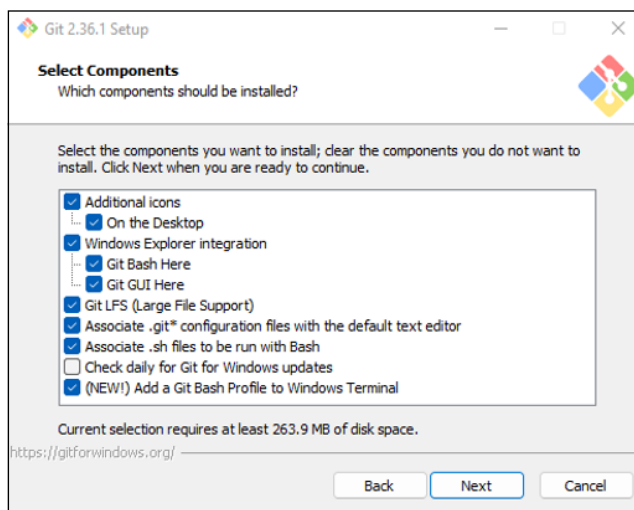 Git 2.36.1 Setup
Select Components
Which components should be installed?
Select the components you want to install; clear the components you do not want to
install. Click Next when you are ready to continue.
Additional icons
On the Desktop
Windows Explorer integration
Git Bash Here
Git GUI Here
Git LFS (Large File Support)
Associate .git* configuration files with the default text editor
Associate .sh files to be run with Bash
Check daily for Git for Windows updates
(NEW!) Add a Git Bash Profile to Windows Terminal
Current selection requires at least 263.9 MB of disk space.
https://gitforwindows.org/
Back Next Cancel